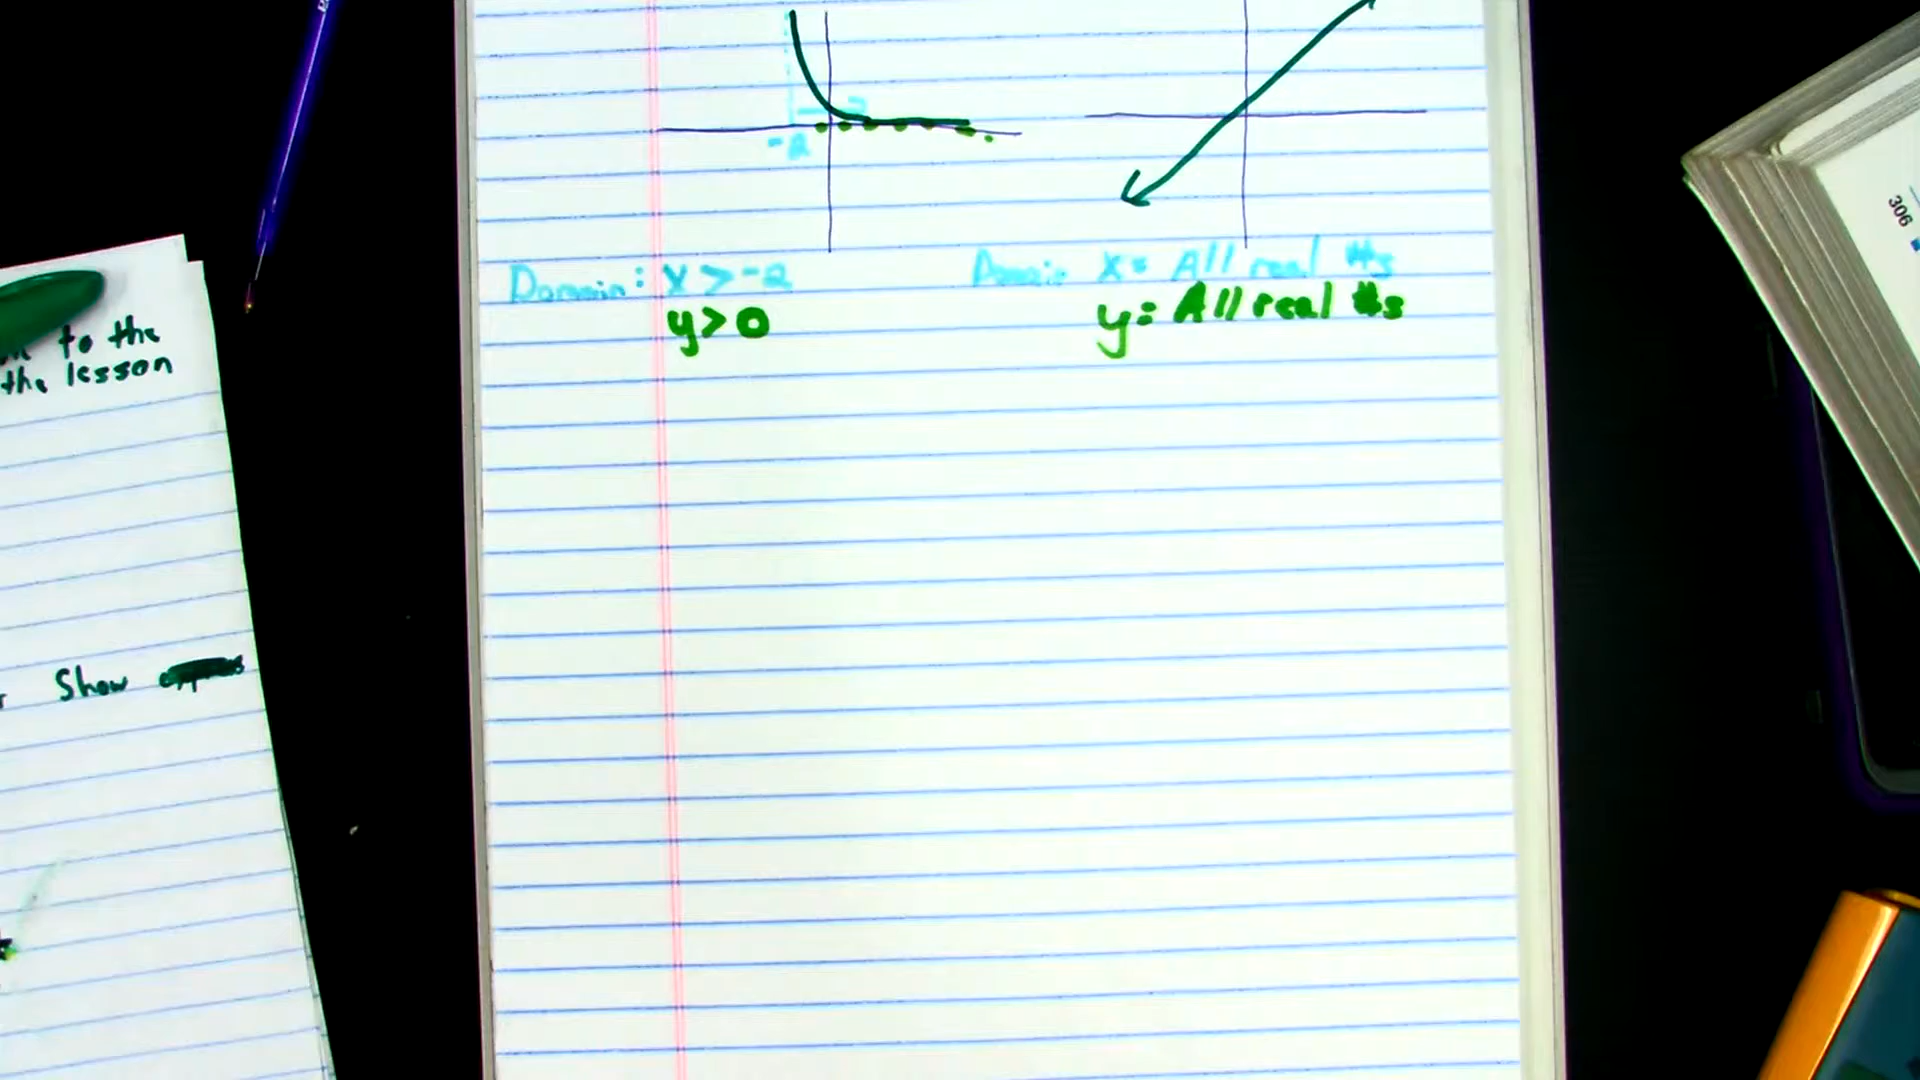 -2
Domain: x > -2
y > 0
Domain x = All real #s
y = All real #s
to the
the lesson
Show
306